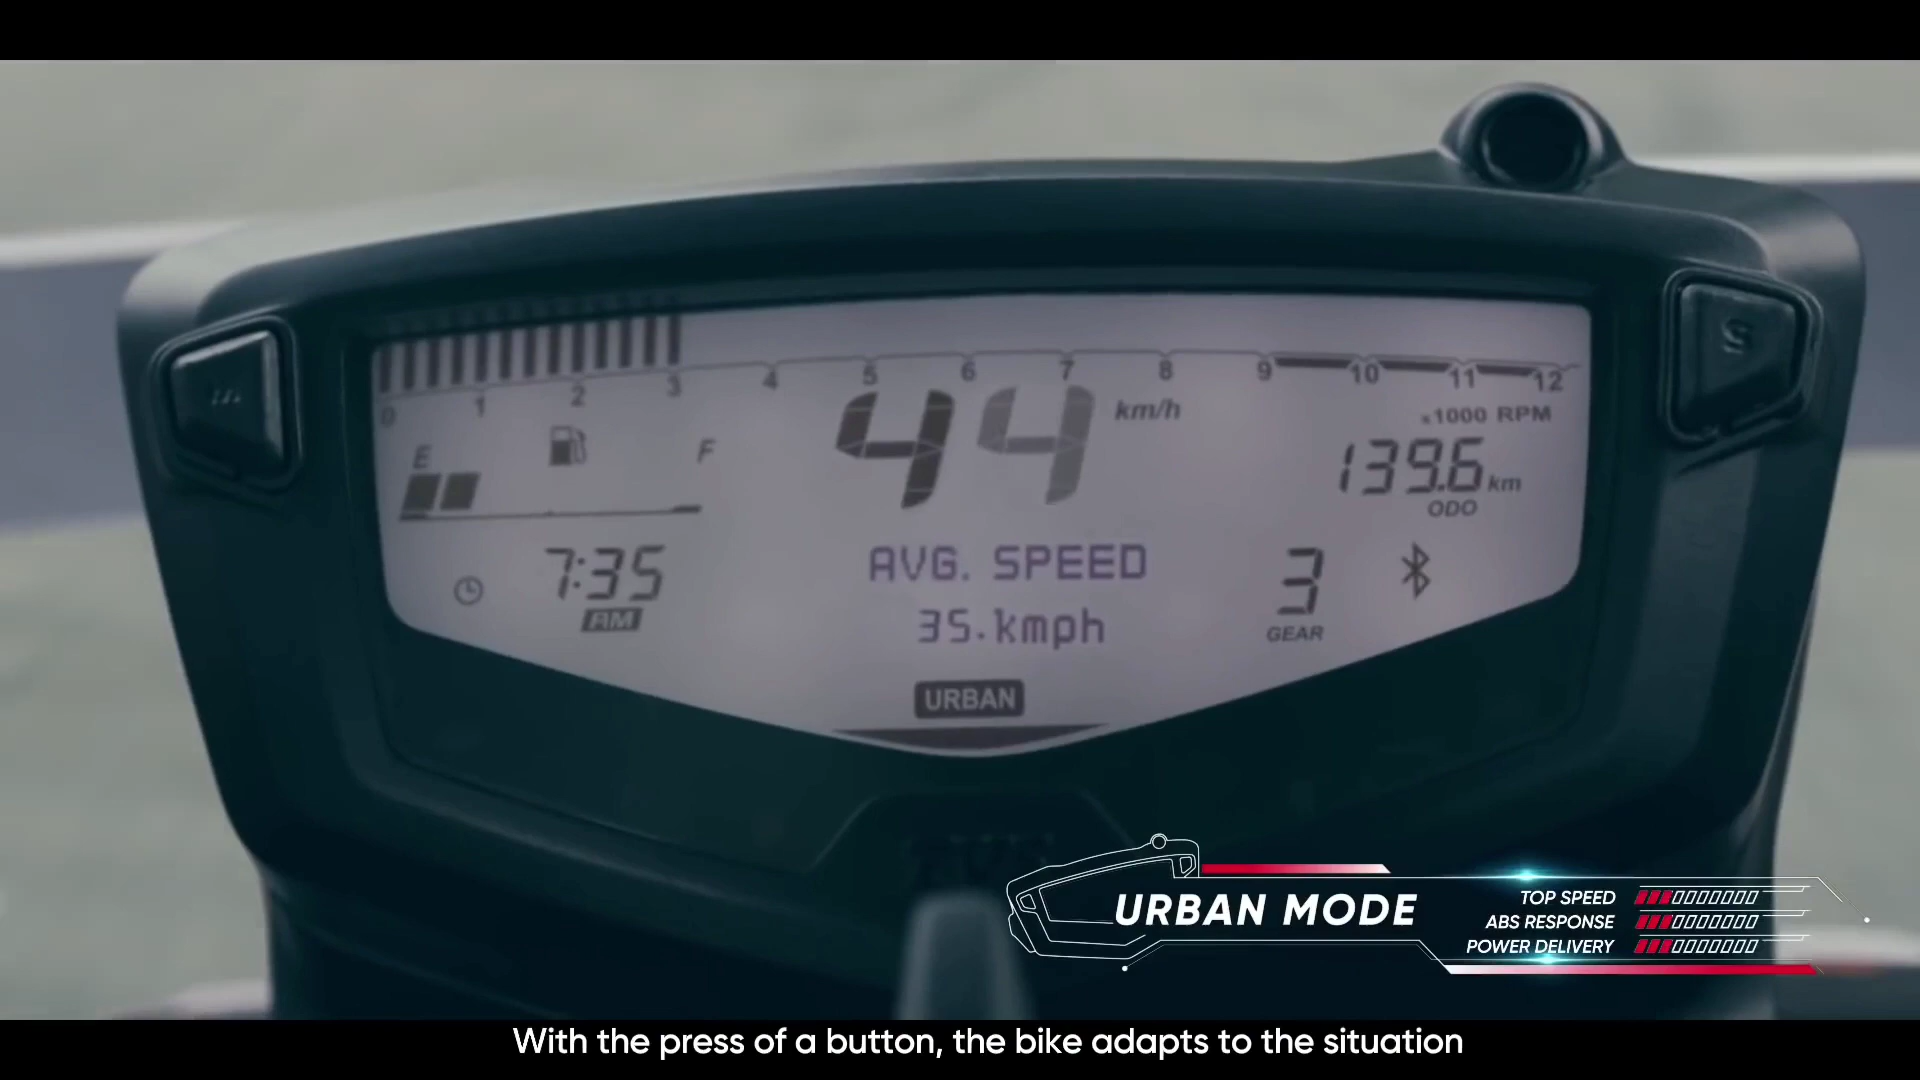 0 1 2 3 4 5 6 7 8 9 10 11 12
x1000 RPM
E F
44 km/h
139.6 km
ODO
7:35
AM
AVG. SPEED
35.kmph
3
GEAR
URBAN
S
URBAN MODE
TOP SPEED
ABS RESPONSE
POWER DELIVERY
With the press of a button, the bike adapts to the situation